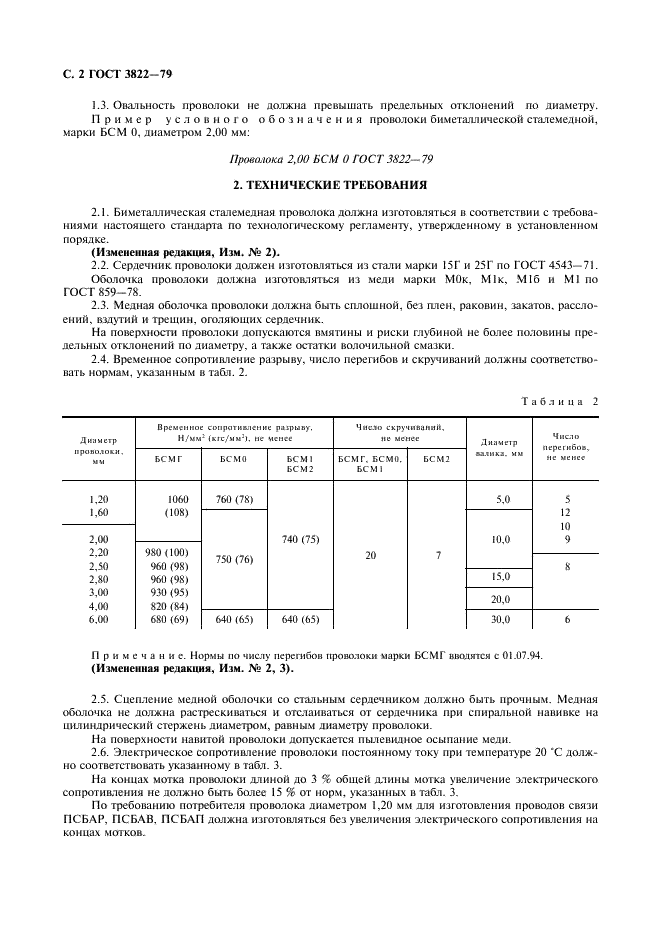 С. 2 ГОСТ 3822—79
1.3. Овальность проволоки не должна превышать предельных отклонений по диаметру.
Пример условного обозначения проволоки биметаллической сталемедной,
марки БСМ 0, диаметром 2,00 мм:
Проволока 2,00 БСМ 0 ГОСТ 3822—79
2. ТЕХНИЧЕСКИЕ ТРЕБОВАНИЯ
2.1. Биметаллическая сталемедная проволока должна изготовляться в соответствии с требова-
ниями настоящего стандарта по технологическому регламенту, утвержденному в установленном
порядке.
(Измененная редакция, Изм. № 2).
2.2. Сердечник проволоки должен изготовляться из стали марки 15Г и 25Г по ГОСТ 4543—71.
Оболочка проволоки должна изготовляться из меди марки М0к, М1к, М1б и М1 по
ГОСТ 859—78.
2.3. Медная оболочка проволоки должна быть сплошной, без плен, раковин, закатов, рассло-
ений, вздутий и трещин, оголяющих сердечник.
На поверхности проволоки допускаются вмятины и риски глубиной не более половины пре-
дельных отклонений по диаметру, а также остатки волочильной смазки.
2.4. Временное сопротивление разрыву, число перегибов и скручиваний должны соответство-
вать нормам, указанным в табл. 2.
Таблица 2
Диаметр проволоки, мм
Временное сопротивление разрыву, Н/мм² (кгс/мм²), не менее
Число скручиваний, не менее
Диаметр валика, мм
Число перегибов, не менее
БСМГ БСМ0 БСМ1 БСМ2 БСМГ, БСМ0, БСМ1 БСМ2
1,20 1060 760 (78) 5,0 5
1,60 (108) 12
10
2,00 740 (75) 10,0 9
2,20 980 (100) 750 (76) 20 7
2,50 960 (98) 8
2,80 960 (98) 15,0
3,00 930 (95)
4,00 820 (84) 20,0
6,00 680 (69) 640 (65) 640 (65) 30,0 6
Примечание. Нормы по числу перегибов проволоки марки БСМГ вводятся с 01.07.94.
(Измененная редакция, Изм. № 2, 3).
2.5. Сцепление медной оболочки со стальным сердечником должно быть прочным. Медная
оболочка не должна растрескиваться и отслаиваться от сердечника при спиральной навивке на
цилиндрический стержень диаметром, равным диаметру проволоки.
На поверхности навитой проволоки допускается пылевидное осыпание меди.
2.6. Электрическое сопротивление проволоки постоянному току при температуре 20 °С долж-
но соответствовать указанному в табл. 3.
На концах мотка проволоки длиной до 3 % общей длины мотка увеличение электрического
сопротивления не должно быть более 15 % от норм, указанных в табл. 3.
По требованию потребителя проволока диаметром 1,20 мм для изготовления проводов связи
ПСБАР, ПСБАВ, ПСБАП должна изготовляться без увеличения электрического сопротивления на
концах мотков.